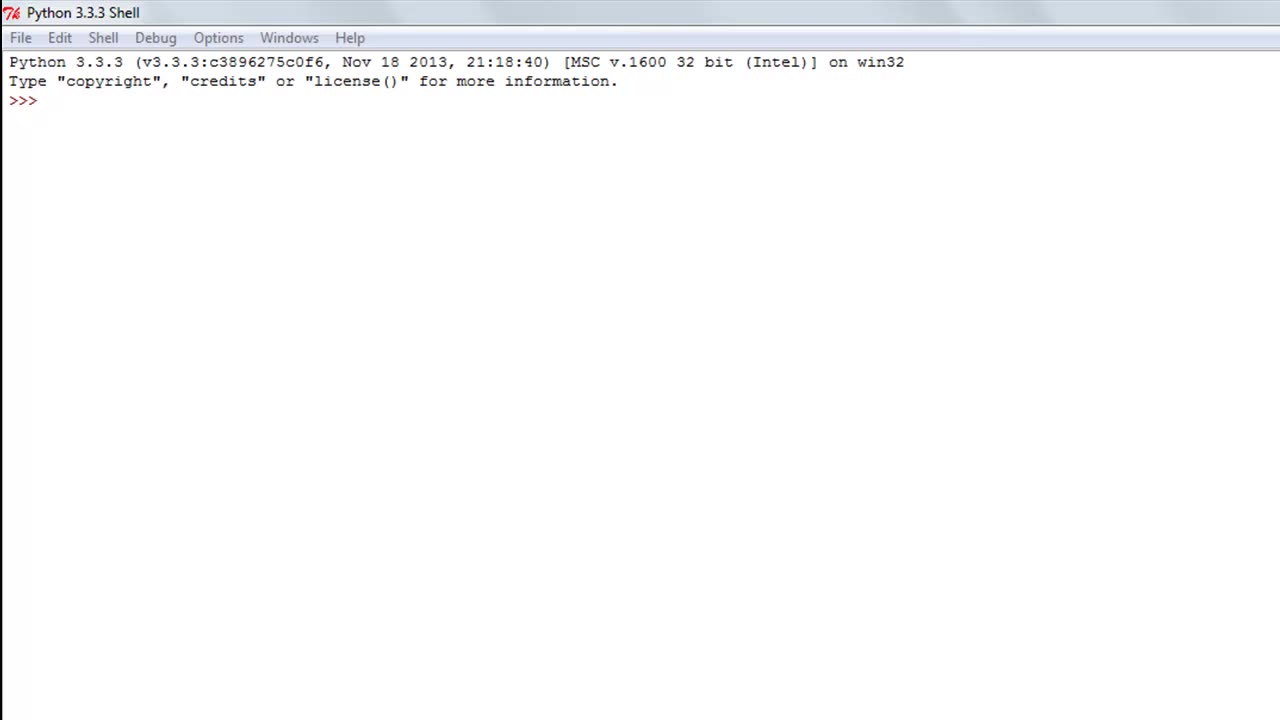 Python 3.3.3 Shell
File Edit Shell Debug Options Windows Help
Python 3.3.3 (v3.3.3:c3896275c0f6, Nov 18 2013, 21:18:40) [MSC v.1600 32 bit (Intel)] on win32
Type "copyright", "credits" or "license()" for more information.
>>>